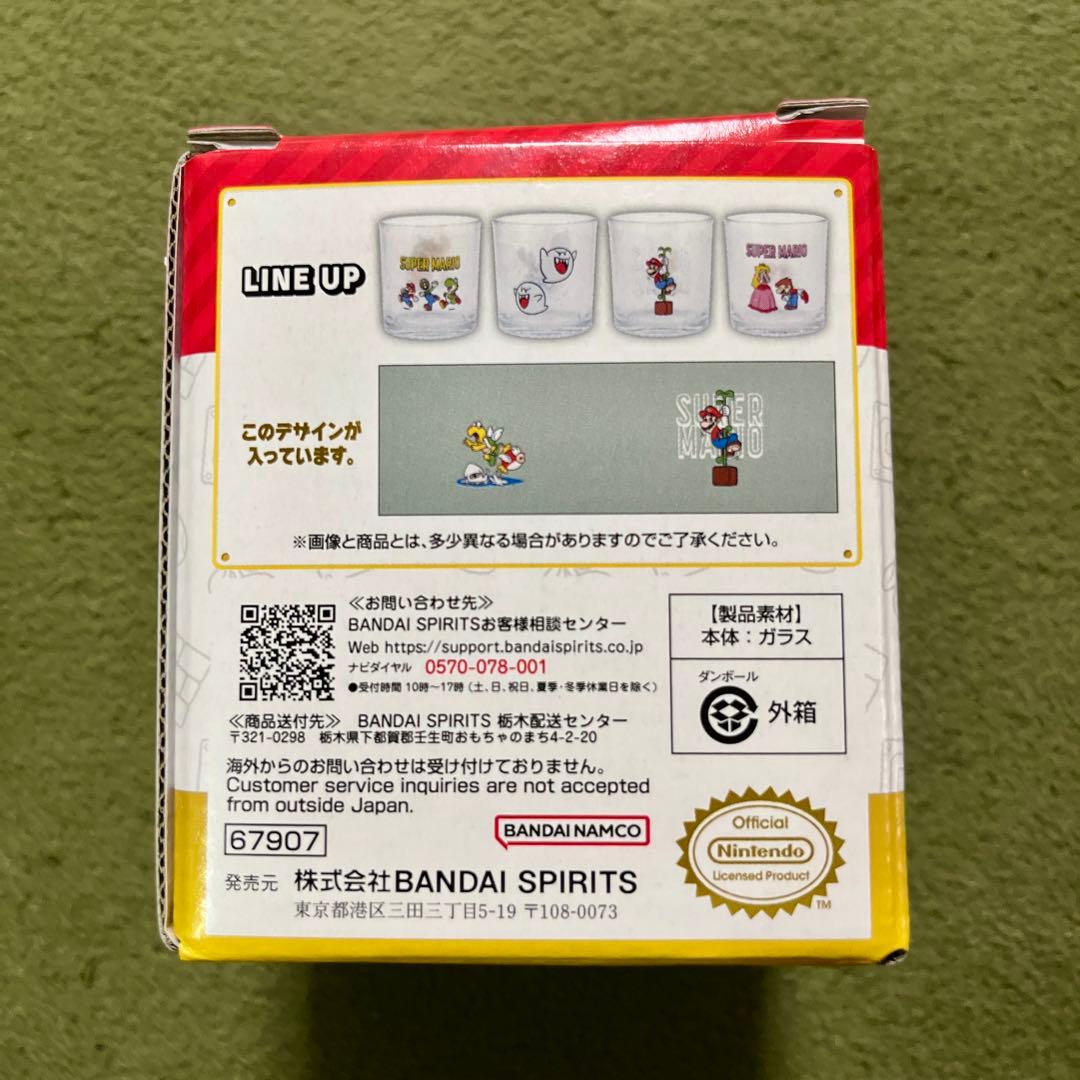 LINE UP
SUPER MARIO
SUPER MARIO
このデザインが
入っています。
SUPER
MARIO
※画像と商品とは、多少異なる場合がありますのでご了承ください。
≪お問い合わせ先≫
BANDAI SPIRITSお客様相談センター
Web https://support.bandaispirits.co.jp
ナビダイヤル 0570-078-001
●受付時間 10時〜17時（土、日、祝日、夏季・冬季休業日を除く）
≪商品送付先≫ BANDAI SPIRITS 栃木配送センター
〒321-0298 栃木県下都賀郡壬生町おもちゃのまち4-2-20
海外からのお問い合わせは受け付けておりません。
Customer service inquiries are not accepted
from outside Japan.
【製品素材】
本体：ガラス
ダンボール
外箱
67907
BANDAI NAMCO
発売元 株式会社BANDAI SPIRITS
東京都港区三田三丁目5-19 〒108-0073
Official
Nintendo
Licensed Product
TM